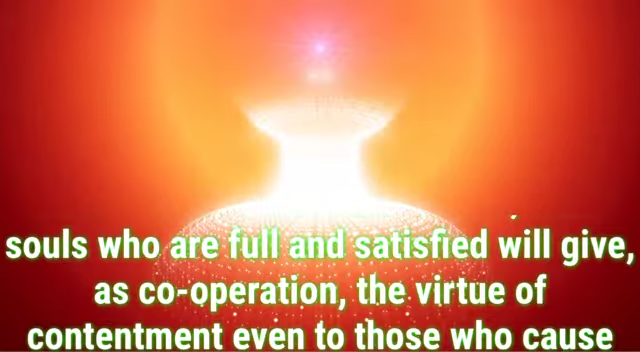 souls who are full and satisfied will give,
as co-operation, the virtue of
contentment even to those who cause